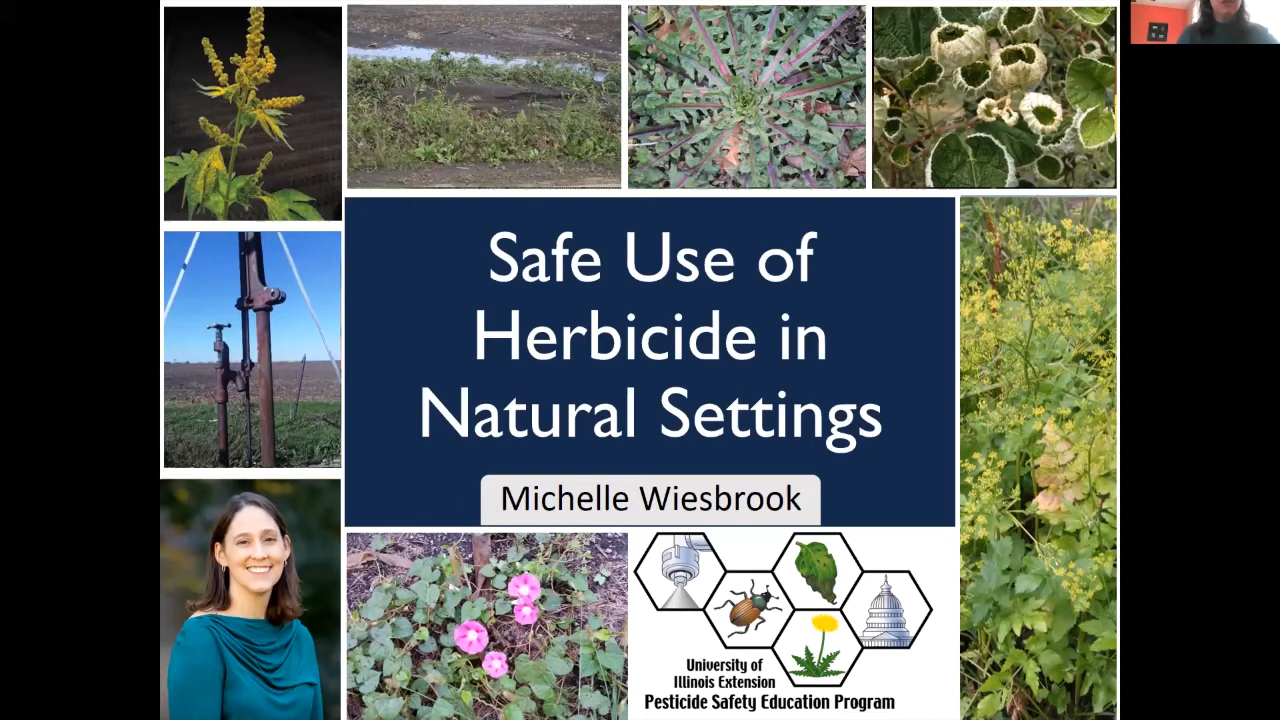 Safe Use of
Herbicide in
Natural Settings
Michelle Wiesbrook
University of
Illinois Extension
Pesticide Safety Education Program